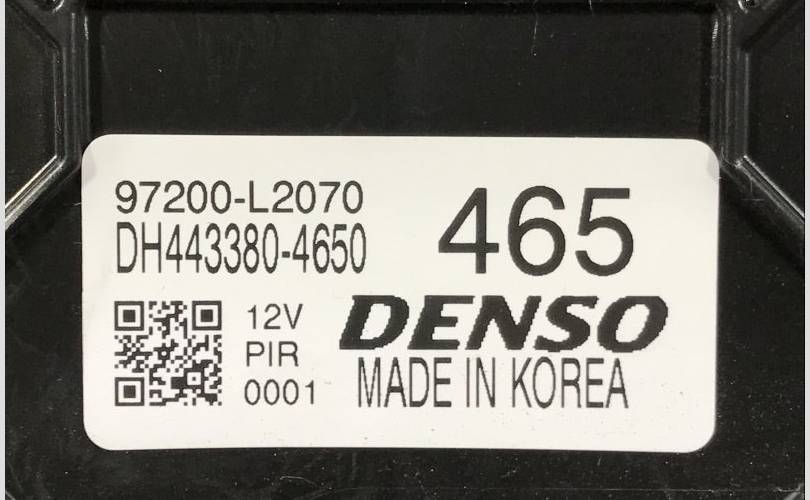 97200-L2070
DH443380-4650
465
12V
PIR
0001
DENSO
MADE IN KOREA